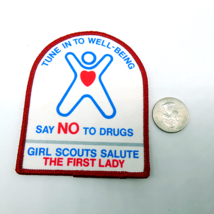 TUNE IN TO WELL-BEING
SAY NO TO DRUGS
GIRL SCOUTS SALUTE
THE FIRST LADY